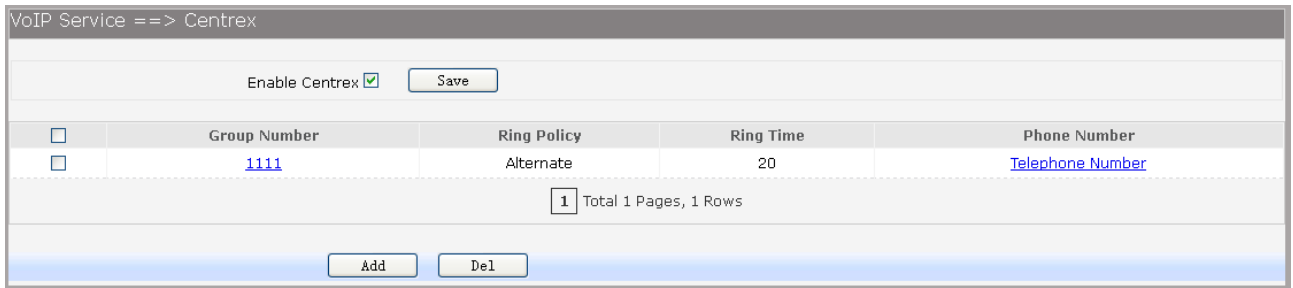 VoIP Service ==> Centrex
Enable Centrex Save
Group Number Ring Policy Ring Time Phone Number
1111 Alternate 20 Telephone Number
1 Total 1 Pages, 1 Rows
Add Del